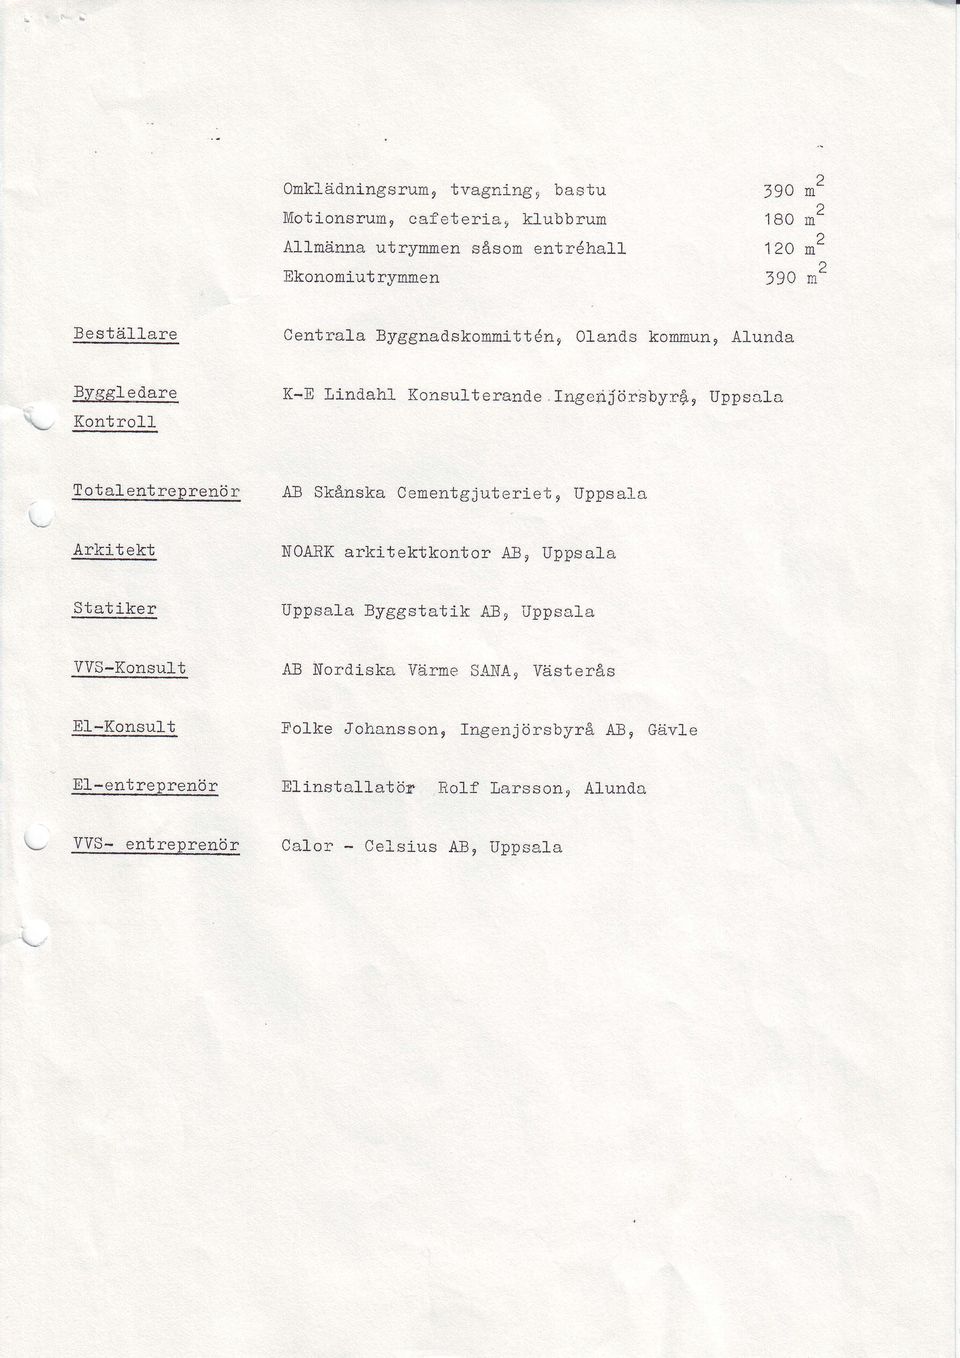 Omklädningsrum, tvagning, bastu 390 m²
Motionsrum, cafeteria, klubbrum 180 m²
Allmänna utrymmen såsom entréhall 120 m²
Ekonomiutrymmen 390 m²
Beställare Centrala Byggnadskommittén, Olands kommun, Alunda
Byggledare K-E Lindahl Konsulterande Ingenjörsbyrå, Uppsala
Kontroll
Totalentreprenör AB Skånska Cementgjuteriet, Uppsala
Arkitekt NOARK arkitektkontor AB, Uppsala
Statiker Uppsala Byggstatik AB, Uppsala
VVS-Konsult AB Nordiska Värme SANA, Västerås
El-Konsult Folke Johansson, Ingenjörsbyrå AB, Gävle
El-entreprenör Elinstallatör Rolf Larsson, Alunda
VVS- entreprenör Calor - Celsius AB, Uppsala